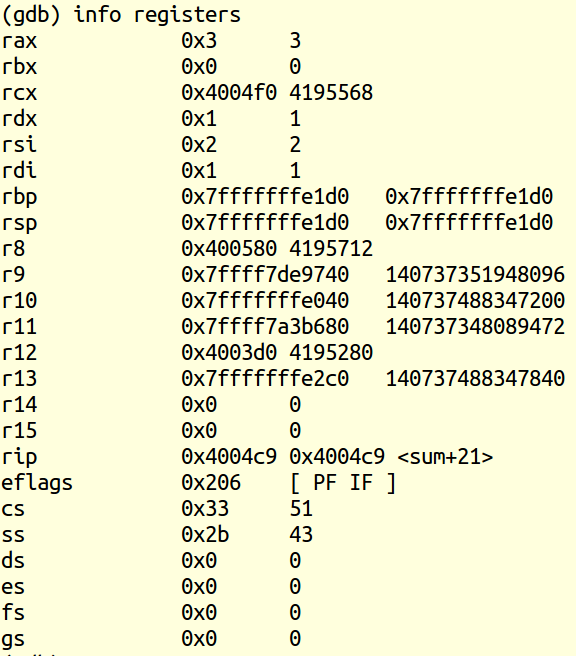 (gdb) info registers
rax 0x3 3
rbx 0x0 0
rcx 0x4004f0 4195568
rdx 0x1 1
rsi 0x2 2
rdi 0x1 1
rbp 0x7fffffffe1d0 0x7fffffffe1d0
rsp 0x7fffffffe1d0 0x7fffffffe1d0
r8 0x400580 4195712
r9 0x7ffff7de9740 140737351948096
r10 0x7fffffffe040 140737488347200
r11 0x7ffff7a3b680 140737348089472
r12 0x4003d0 4195280
r13 0x7fffffffe2c0 140737488347840
r14 0x0 0
r15 0x0 0
rip 0x4004c9 0x4004c9 <sum+21>
eflags 0x206 [ PF IF ]
cs 0x33 51
ss 0x2b 43
ds 0x0 0
es 0x0 0
fs 0x0 0
gs 0x0 0